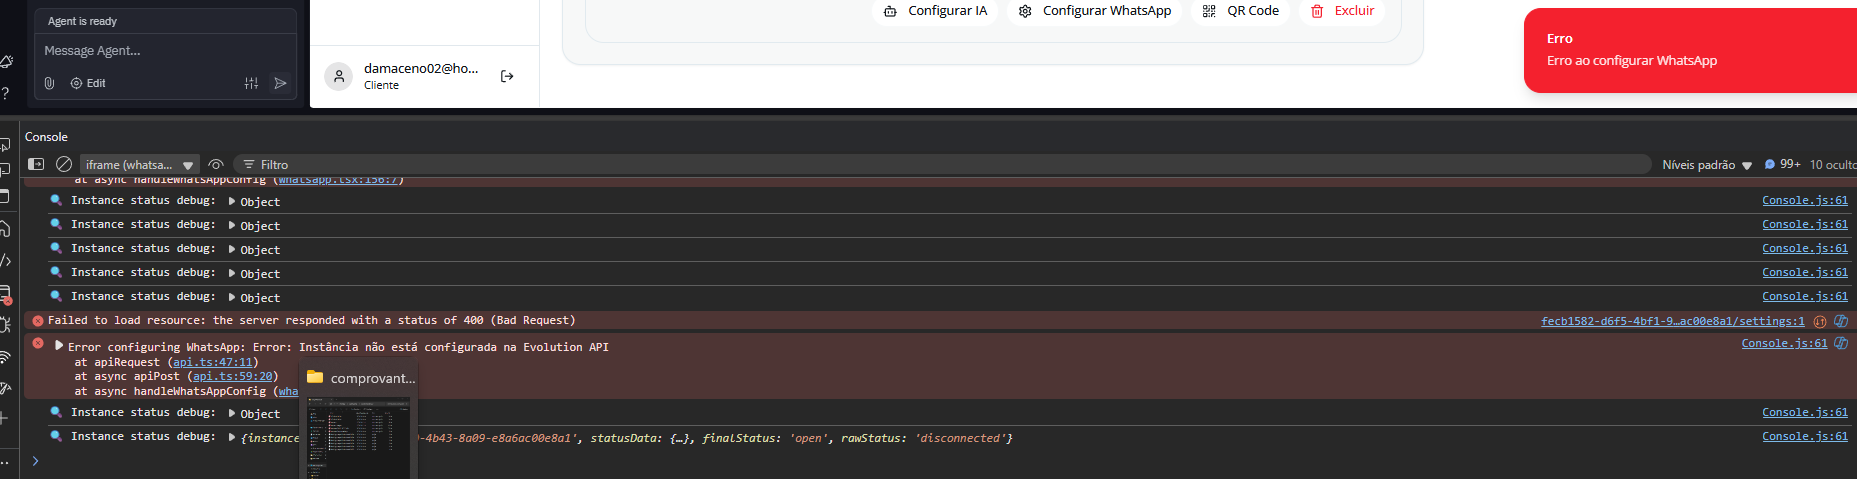 Agent is ready
Message Agent...
Edit
?
damaceno02@ho...
Cliente
Configurar IA
Configurar WhatsApp
QR Code
Excluir
Erro
Erro ao configurar WhatsApp
Console
iframe (whatsa...
Filtro
Níveis padrão
99+
10 oculto
at async handleWhatsAppConfig (whatsapp.tsx:156:7)
Instance status debug: Object Console.js:61
Instance status debug: Object Console.js:61
Instance status debug: Object Console.js:61
Instance status debug: Object Console.js:61
Instance status debug: Object Console.js:61
Failed to load resource: the server responded with a status of 400 (Bad Request) fecb1582-d6f5-4bf1-9…ac00e8a1/settings:1
Error configuring WhatsApp: Error: Instância não está configurada na Evolution API Console.js:61
at apiRequest (api.ts:47:11)
at async apiPost (api.ts:59:20)
at async handleWhatsAppConfig (wha
comprovant...
Instance status debug: Object Console.js:61
Instance status debug: {instance -4b43-8a09-e8a6ac00e8a1', statusData: {…}, finalStatus: 'open', rawStatus: 'disconnected'} Console.js:61